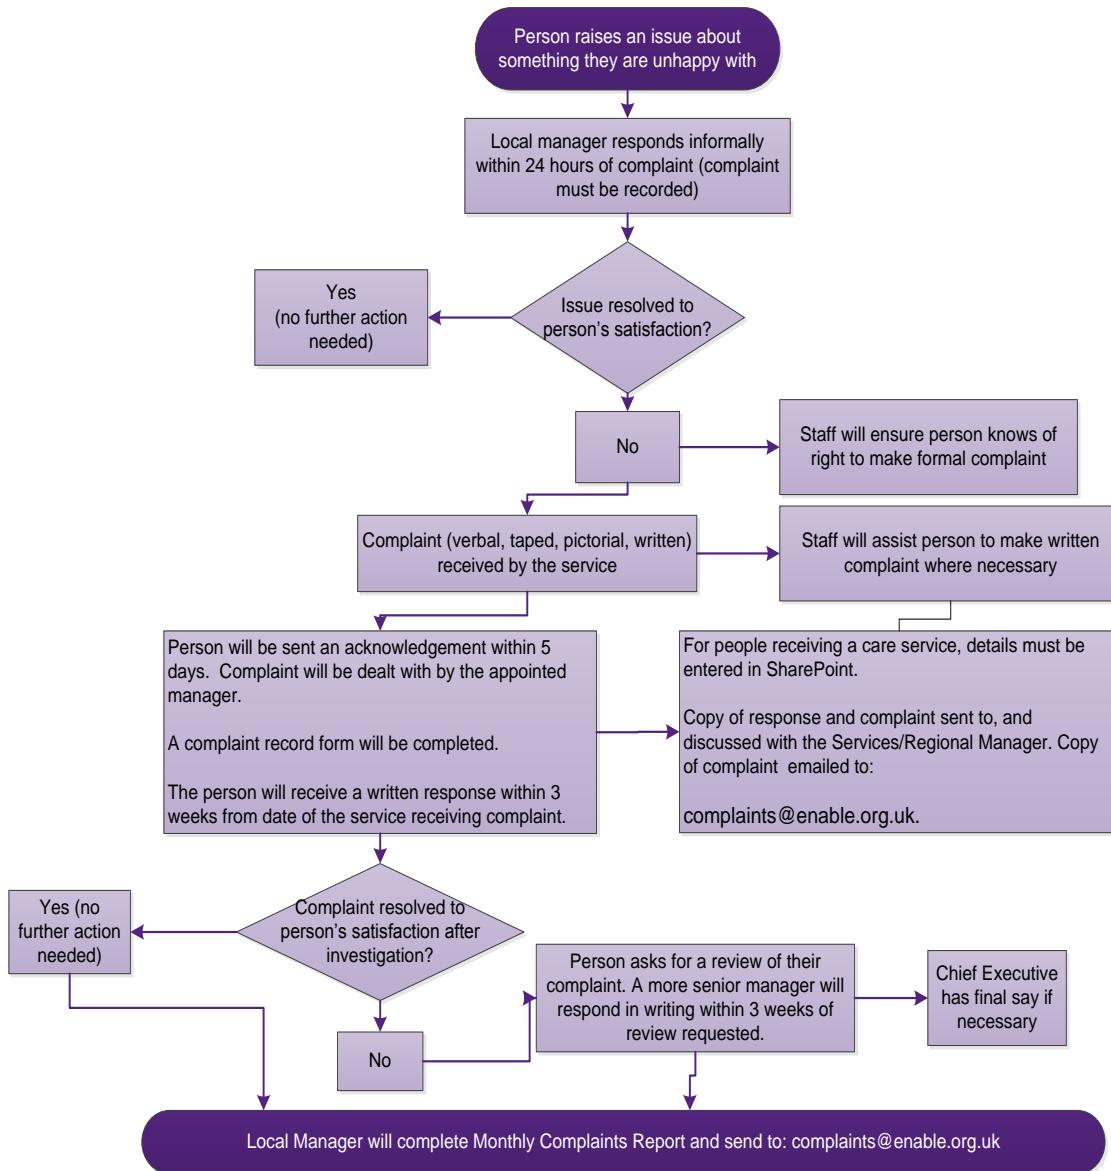 Person raises an issue about
something they are unhappy with
Local manager responds informally
within 24 hours of complaint (complaint
must be recorded)
Yes
(no further action
needed)
Issue resolved to
person's satisfaction?
No
Staff will ensure person knows of
right to make formal complaint
Complaint (verbal, taped, pictorial, written)
received by the service
Staff will assist person to make written
complaint where necessary
Person will be sent an acknowledgement within 5
days.  Complaint will be dealt with by the appointed
manager.
A complaint record form will be completed.
The person will receive a written response within 3
weeks from date of the service receiving complaint.
For people receiving a care service, details must be
entered in SharePoint.
Copy of response and complaint sent to, and
discussed with the Services/Regional Manager. Copy
of complaint  emailed to:
complaints@enable.org.uk.
Yes (no
further action
needed)
Complaint resolved to
person's satisfaction after
investigation?
No
Person asks for a review of their
complaint. A more senior manager will
respond in writing within 3 weeks of
review requested.
Chief Executive
has final say if
necessary
Local Manager will complete Monthly Complaints Report and send to: complaints@enable.org.uk